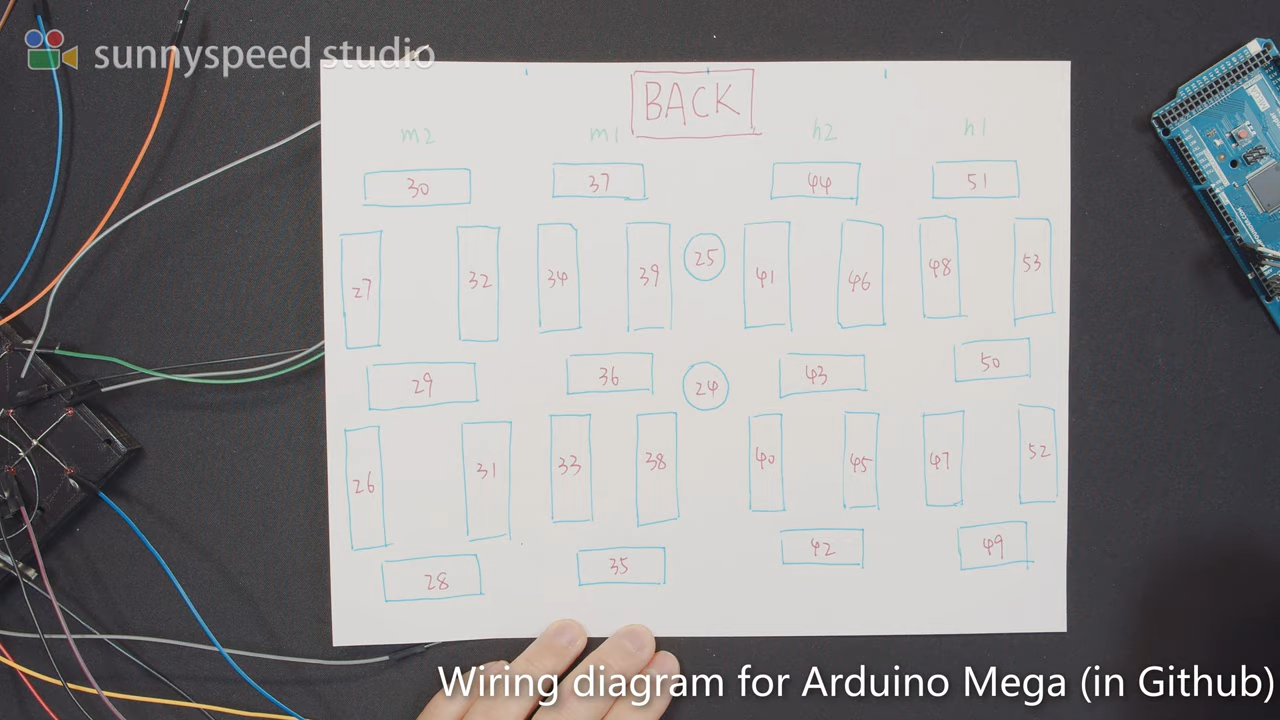 sunnyspeed studio
BACK
m2 m1 h2 h1
30 37 44 51
27 32 34 39 25 41 46 48 53
29 36 24 43 50
26 31 33 38 40 45 47 52
28 35 42 49
Wiring diagram for Arduino Mega (in Github)